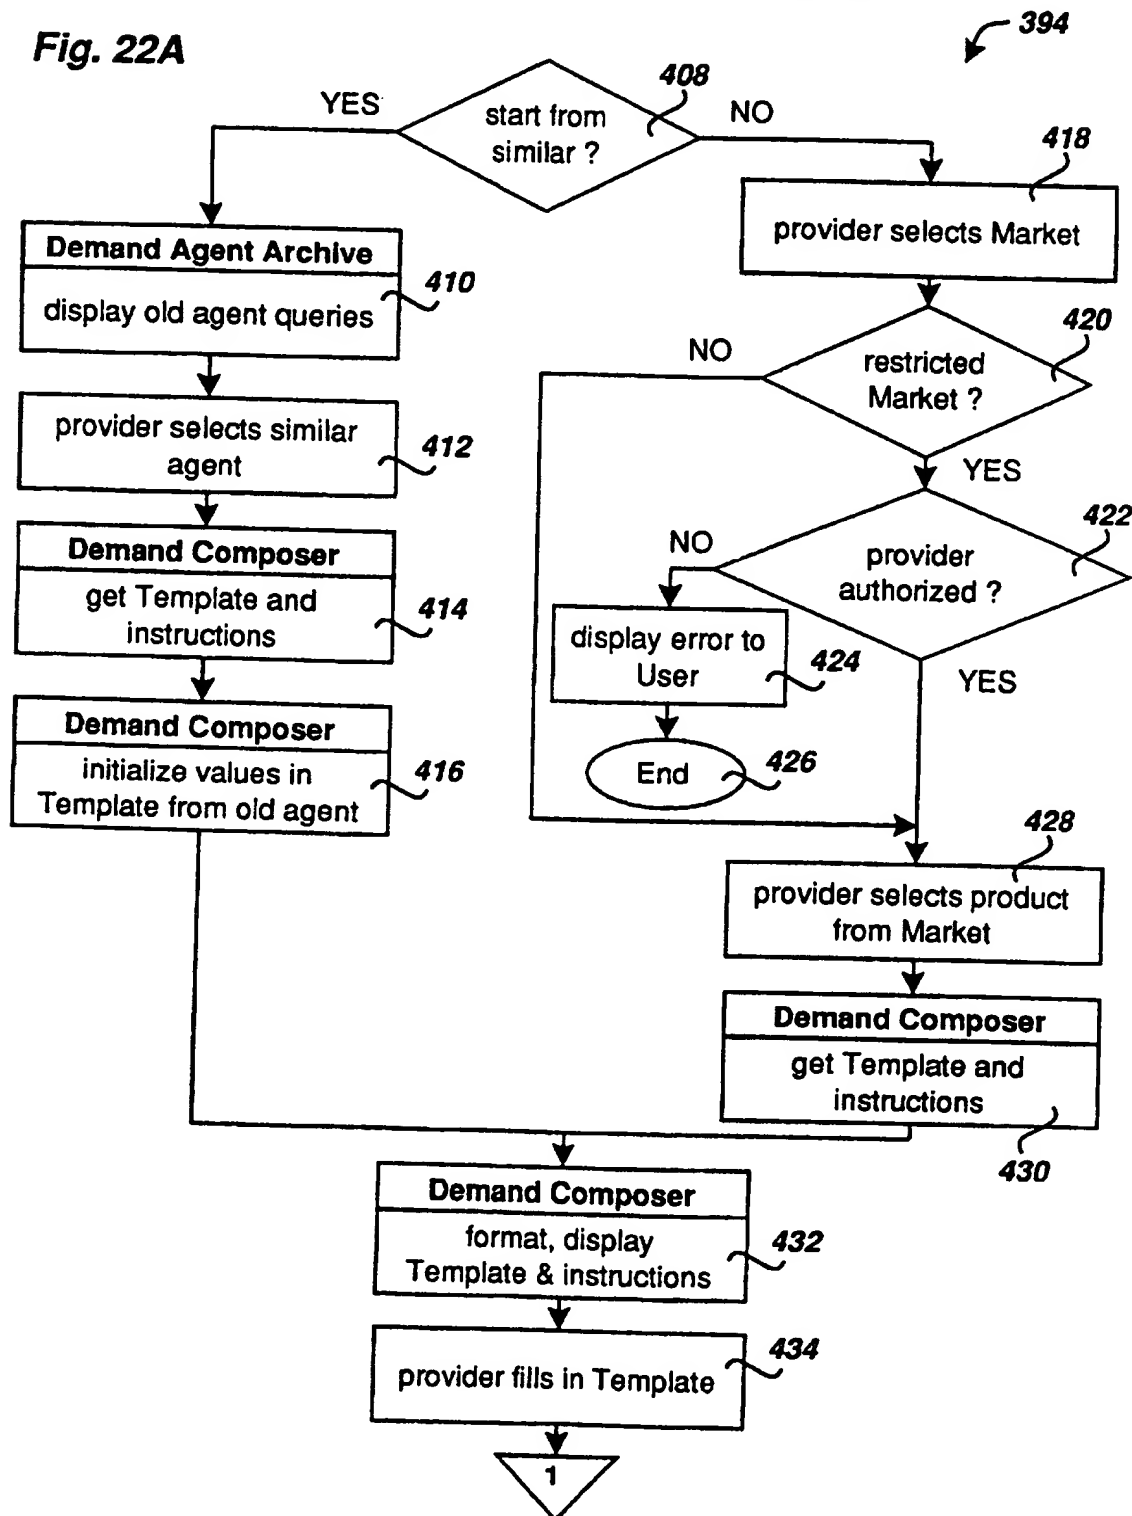 Fig. 22A
394
408
start from
similar ?
YES
NO
418
provider selects Market
Demand Agent Archive
display old agent queries
410
420
restricted
Market ?
NO
YES
provider selects similar
agent
412
422
provider
authorized ?
NO
YES
Demand Composer
get Template and
instructions
414
display error to
User
424
End
426
Demand Composer
initialize values in
Template from old agent
416
428
provider selects product
from Market
Demand Composer
get Template and
instructions
430
Demand Composer
format, display
Template & instructions
432
provider fills in Template
434
1